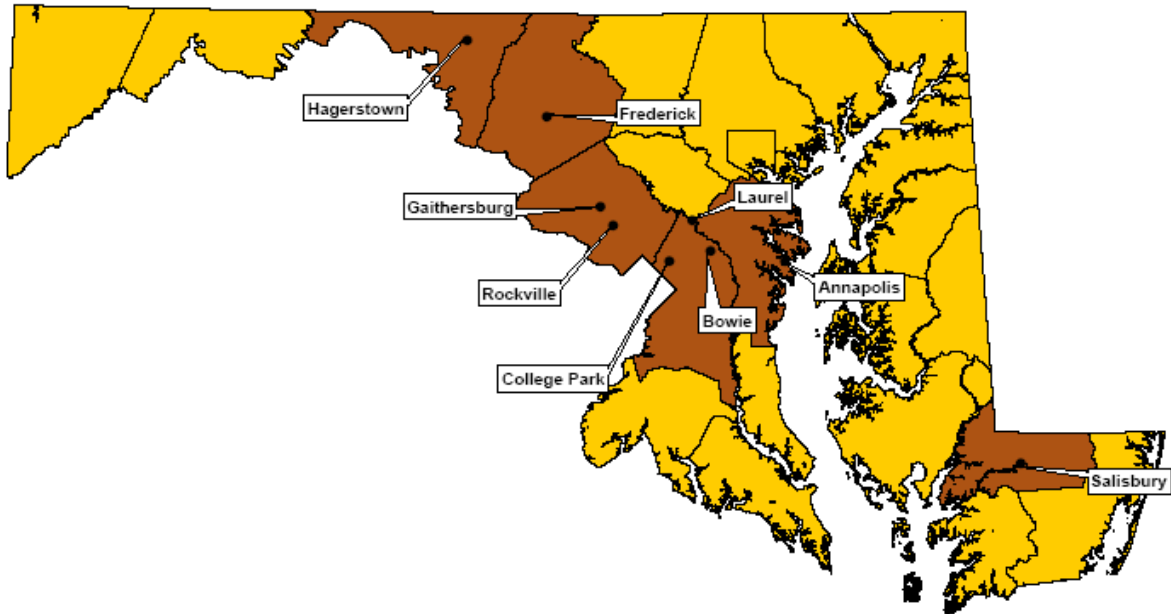 Hagerstown
Frederick
Gaithersburg
Laurel
Rockville
Annapolis
Bowie
College Park
Salisbury